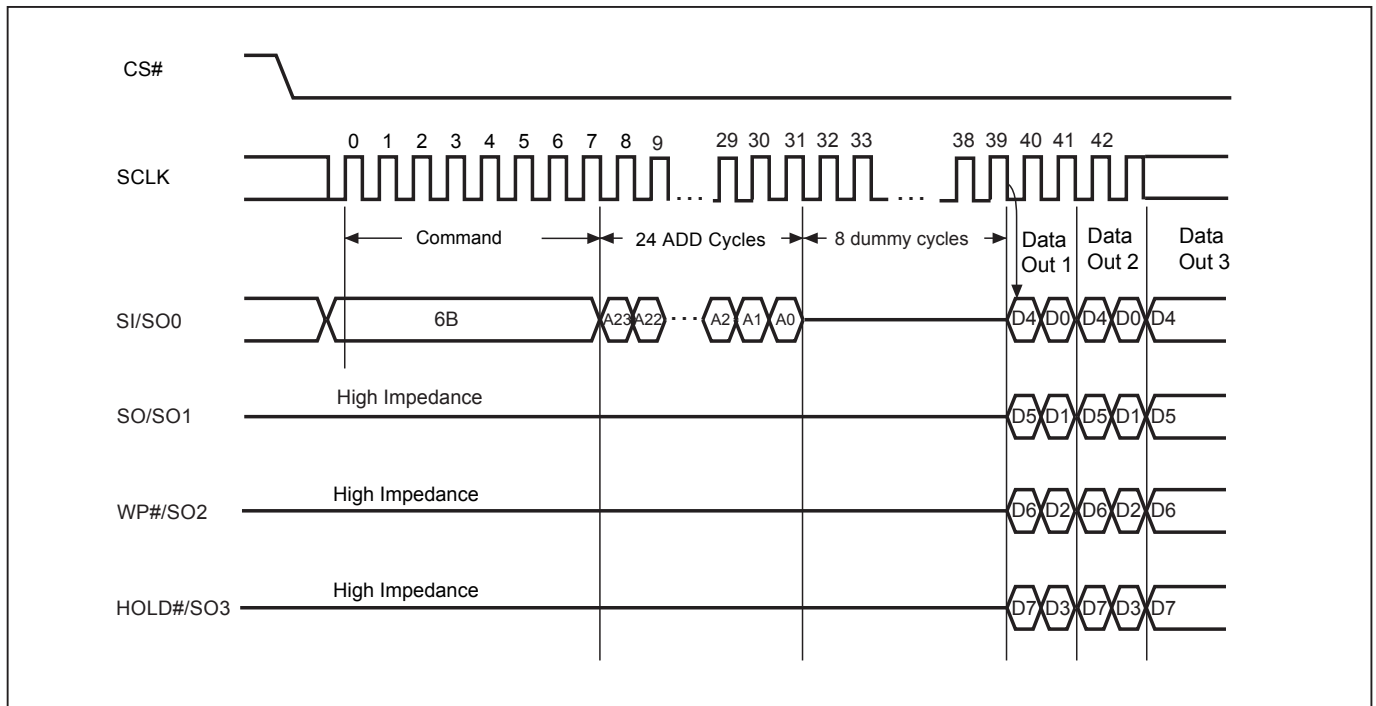 CS#
0 1 2 3 4 5 6 7 8 9 29 30 31 32 33 38 39 40 41 42
SCLK
. . . . . .
Command 24 ADD Cycles 8 dummy cycles Data Out 1 Data Out 2 Data Out 3
SI/SO0 6B A23 A22 · · · A2 A1 A0 D4 D0 D4 D0 D4
High Impedance
SO/SO1 D5 D1 D5 D1 D5
High Impedance
WP#/SO2 D6 D2 D6 D2 D6
High Impedance
HOLD#/SO3 D7 D3 D7 D3 D7